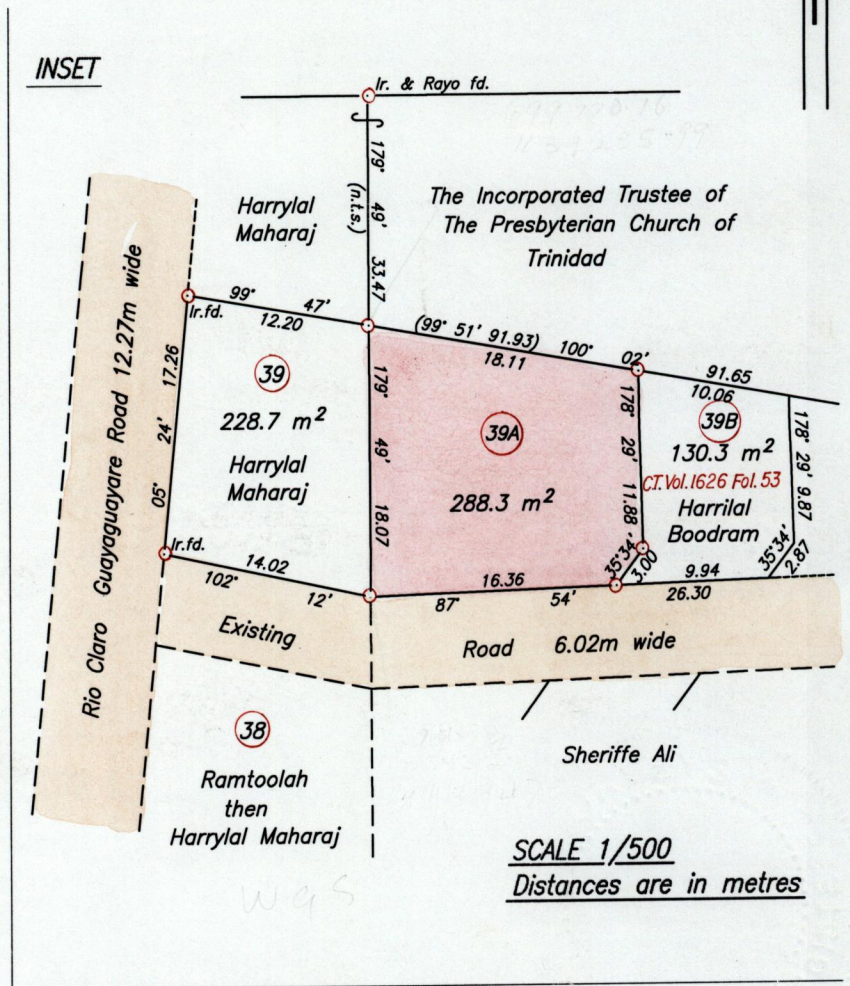 INSET
Ir. & Rayo fd.
179° 49' 33.47
(n.t.s.)
Harrylal
Maharaj
The Incorporated Trustee of
The Presbyterian Church of
Trinidad
Rio Claro Guayaguayare Road 12.27m wide
Ir.fd.
99° 47'
12.20
(99° 51' 91.93) 100° 02'
18.11
91.65
10.06
05° 24' 17.26
39
228.7 m²
Harrylal
Maharaj
179° 49' 18.07
39A
288.3 m²
178° 29' 11.88
39B
130.3 m²
C.T.Vol.1626 Fol.53
Harrilal
Boodram
178° 29' 9.87
35°34'
3.00
35°34'
2.87
Ir.fd.
14.02
102° 12'
16.36
87° 54'
9.94
26.30
Existing
Road 6.02m wide
38
Ramtoolah
then
Harrylal Maharaj
Sheriffe Ali
SCALE 1/500
Distances are in metres
W G S